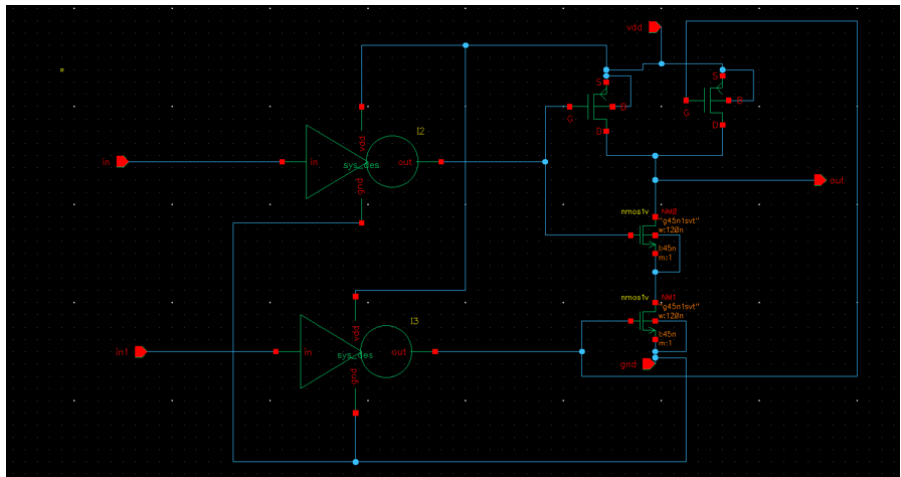 vdd
S
S
I2
vdd
B
B
G
G
in
in
sys_des
out
D
D
gnd
out
nmos1v NM2
"g45n1svt"
w:120n
l:45n
m:1
nmos1v NM1
"g45n1svt"
w:120n
I3
vdd
l:45n
m:1
in1
in
sys_des
out
gnd
gnd